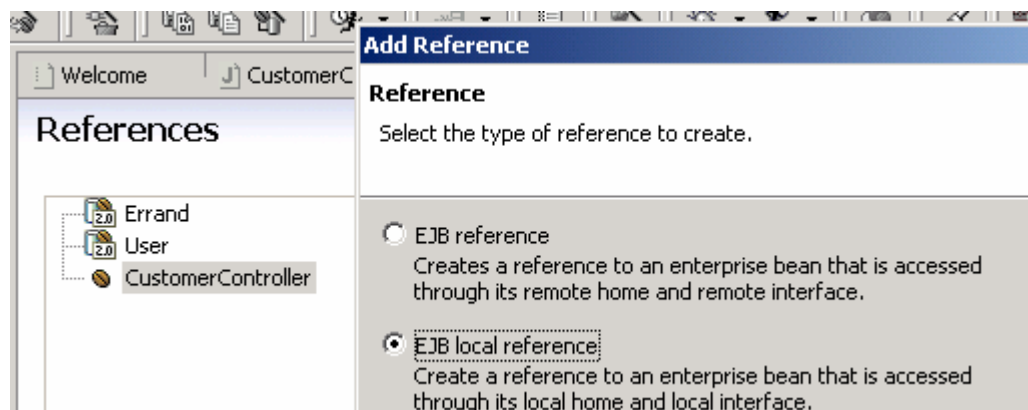 Add Reference
Welcome
CustomerC
Reference
References
Select the type of reference to create.
Errand
User
CustomerController
EJB reference
Creates a reference to an enterprise bean that is accessed
through its remote home and remote interface.
EJB local reference
Create a reference to an enterprise bean that is accessed
through its local home and local interface.